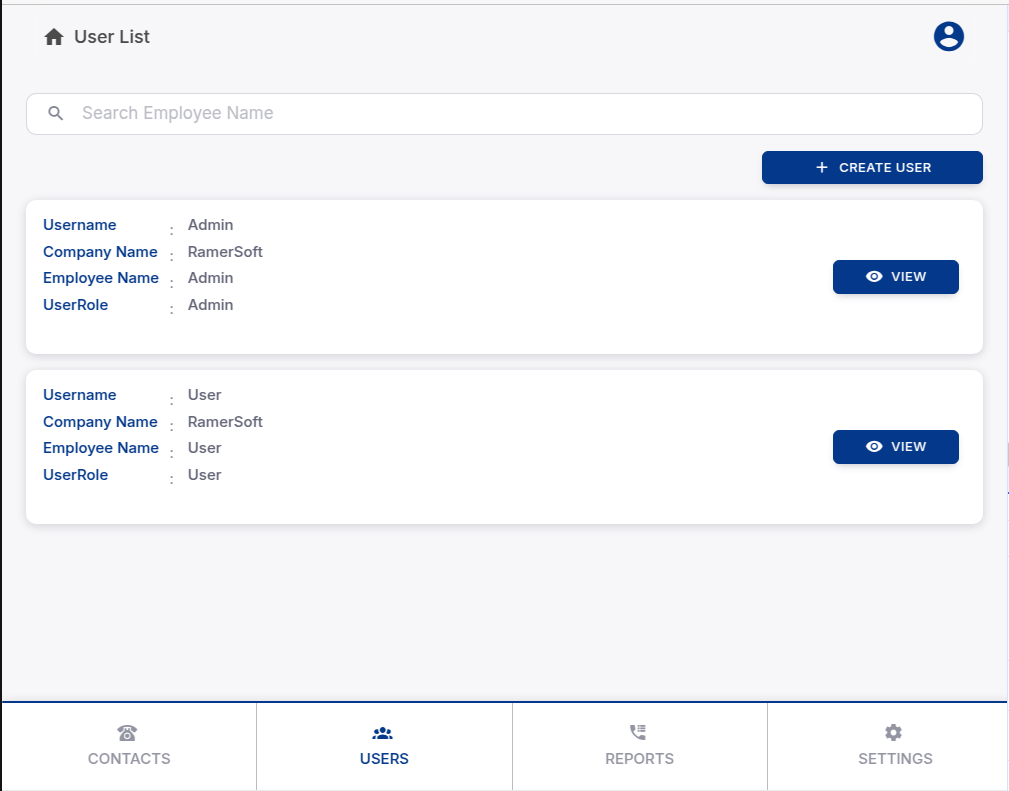 User List
Search Employee Name
+ CREATE USER
Username : Admin
Company Name : RamerSoft
Employee Name : Admin
UserRole : Admin
VIEW
Username : User
Company Name : RamerSoft
Employee Name : User
UserRole : User
VIEW
CONTACTS
USERS
REPORTS
SETTINGS